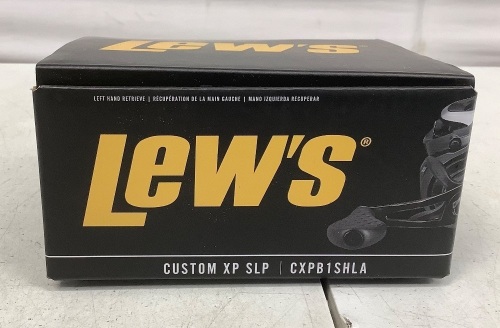 Lew's
LEFT HAND RETRIEVE | RÉCUPÉRATION DE LA MAIN GAUCHE | MANO IZQUIERDA RECUPERAR
Lew's®
CUSTOM XP SLP | CXPB1SHLA